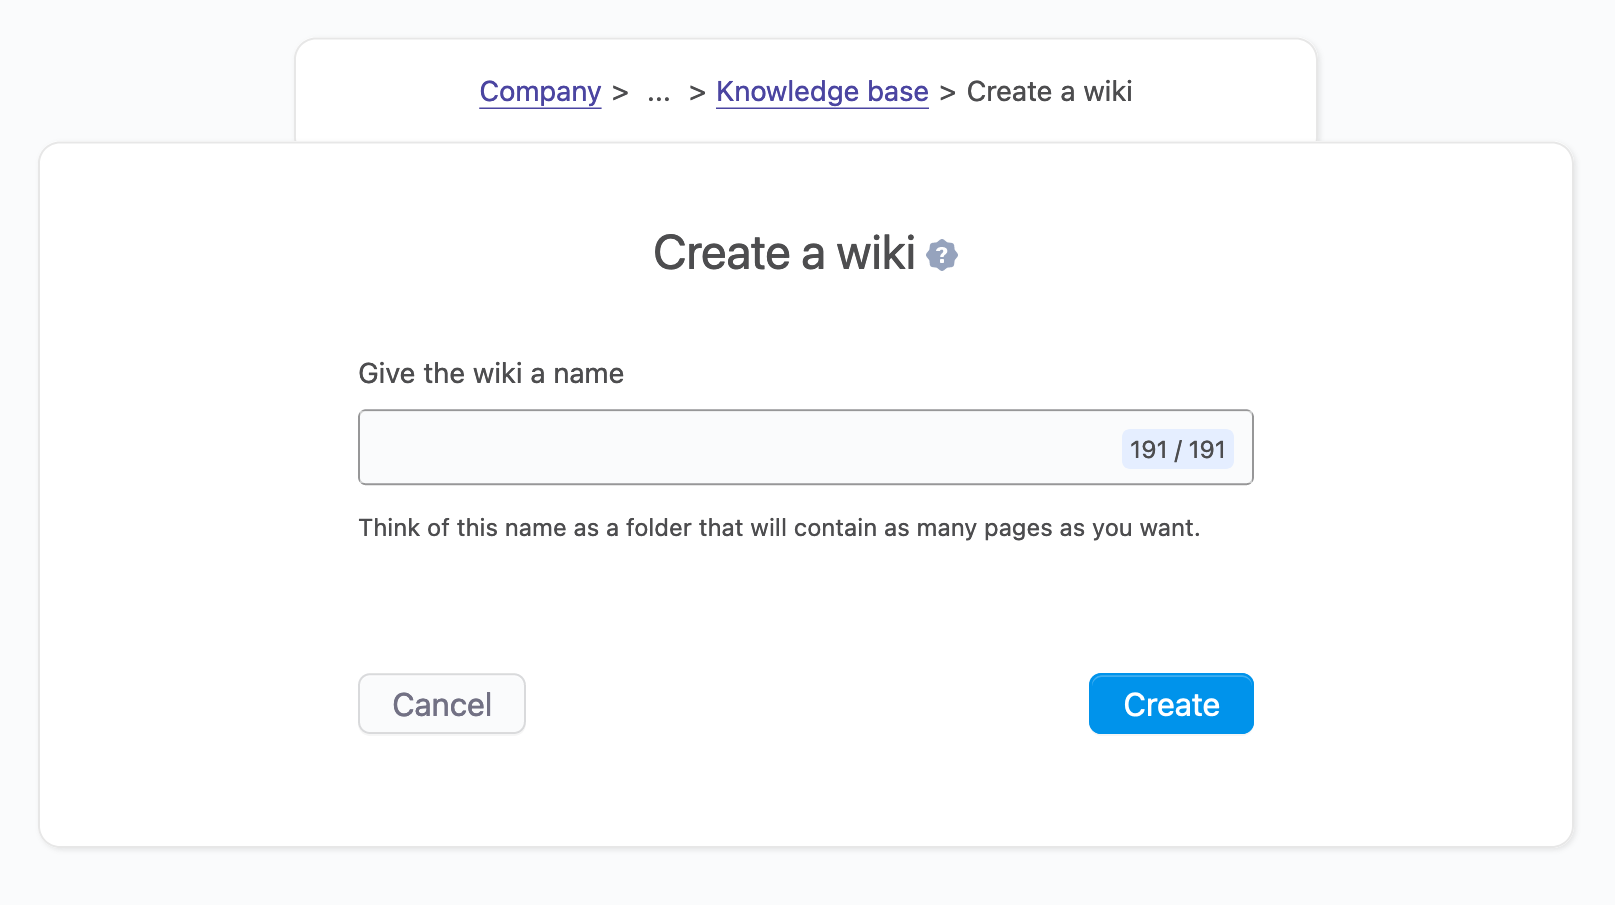 Company > ... > Knowledge base > Create a wiki
Create a wiki ?
Give the wiki a name
191 / 191
Think of this name as a folder that will contain as many pages as you want.
Cancel
Create